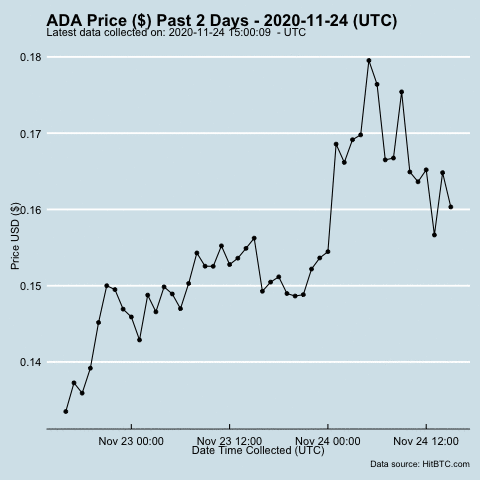 ADA Price ($) Past 2 Days - 2020-11-24 (UTC)
Latest data collected on: 2020-11-24 15:00:09  - UTC
0.18
0.17
0.16
0.15
0.14
Price USD ($)
Nov 23 00:00
Nov 23 12:00
Nov 24 00:00
Nov 24 12:00
Date Time Collected (UTC)
Data source: HitBTC.com